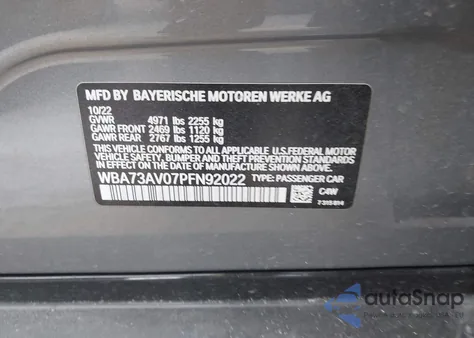 MFD BY BAYERISCHE MOTOREN WERKE AG
10/22
GVWR 4971 lbs 2255 kg
GAWR FRONT 2469 lbs 1120 kg
GAWR REAR 2767 lbs 1255 kg
THIS VEHICLE CONFORMS TO ALL APPLICABLE U.S. FEDERAL MOTOR
VEHICLE SAFETY, BUMPER, AND THEFT PREVENTION STANDARDS
IN EFFECT ON THE DATE OF MANUFACTURE SHOWN ABOVE.
WBA73AV07PFN92022 TYPE: PASSENGER CAR
C4W
autoSnap